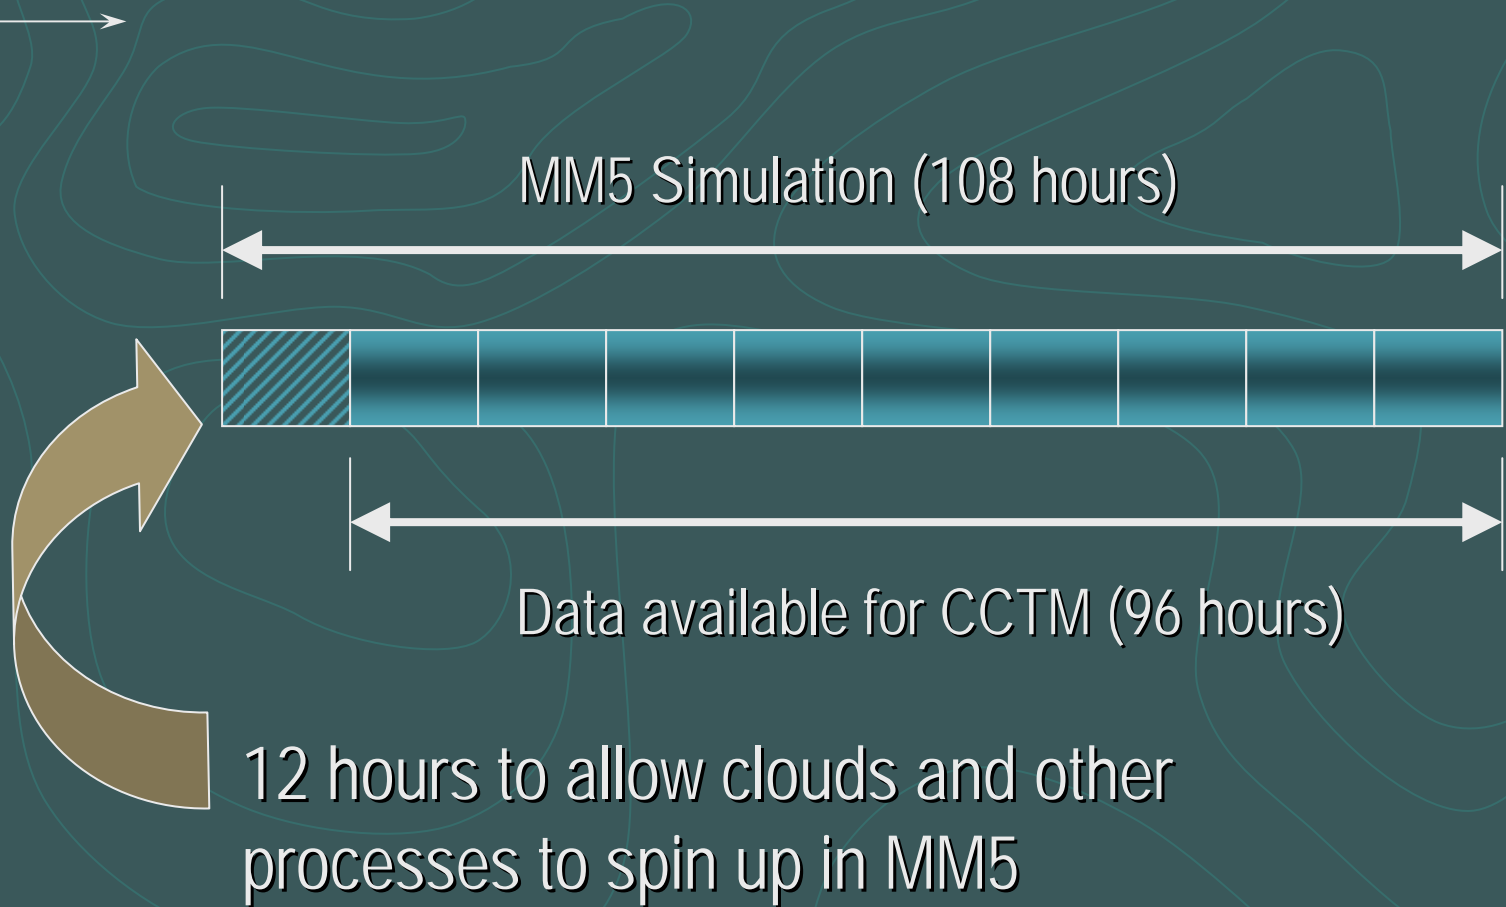 MM5 Simulation (108 hours)
Data available for CCTM (96 hours)
12 hours to allow clouds and other
processes to spin up in MM5